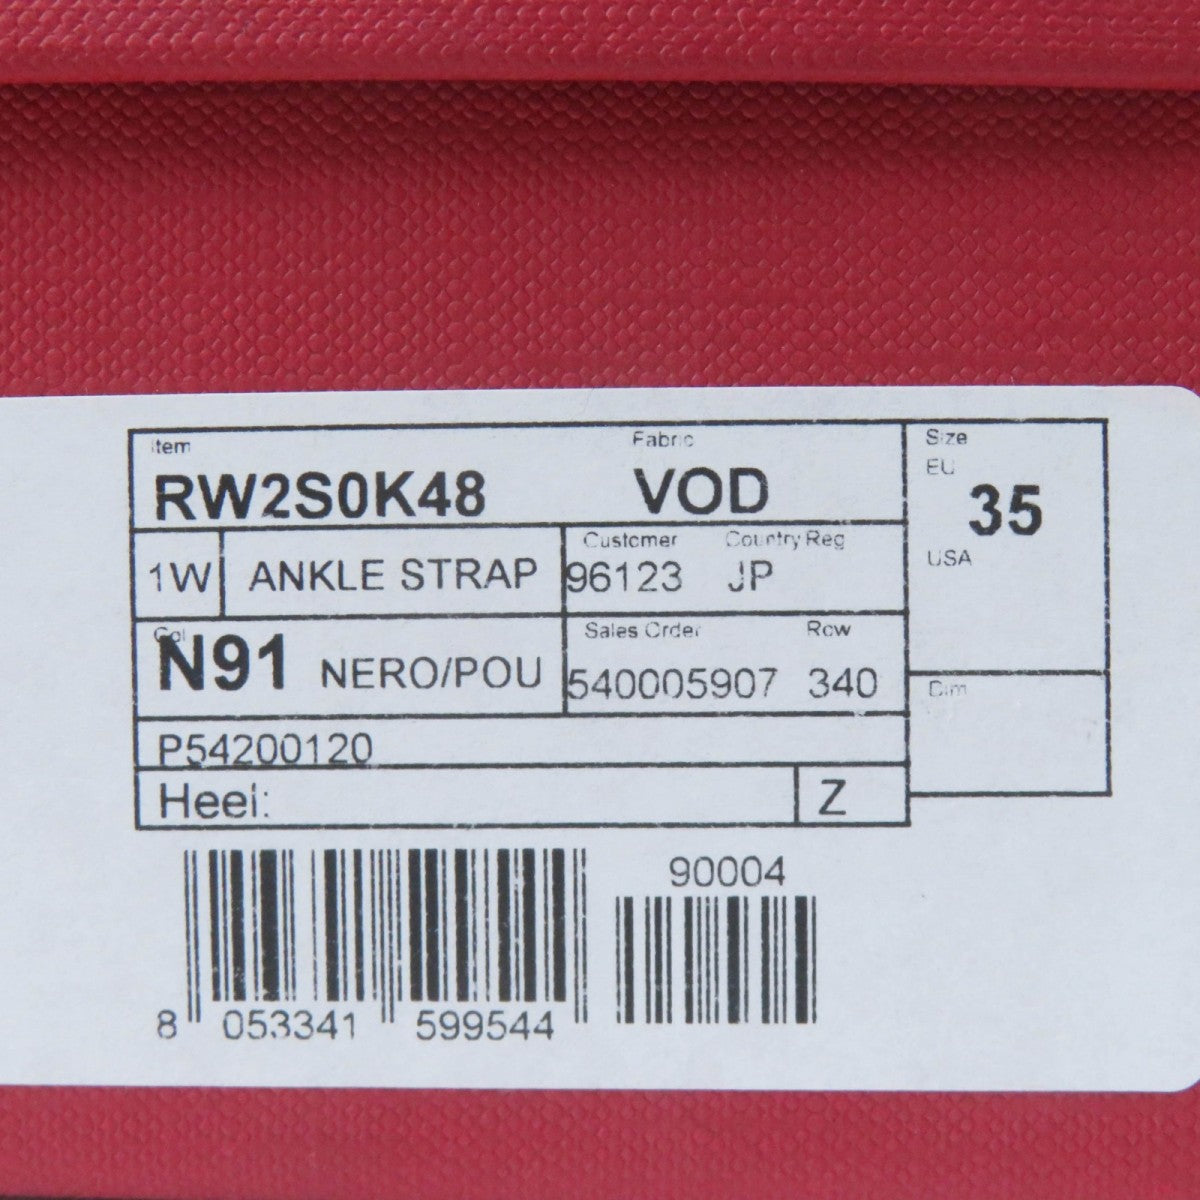 Item Fabric Size
RW2S0K48 VOD EU
35
1W ANKLE STRAP Customer Country Reg USA
96123 JP
Col Sales Order Row
N91 NERO/POU 540005907 340 Dim
P54200120
Heel: Z
90004
8 053341 599544